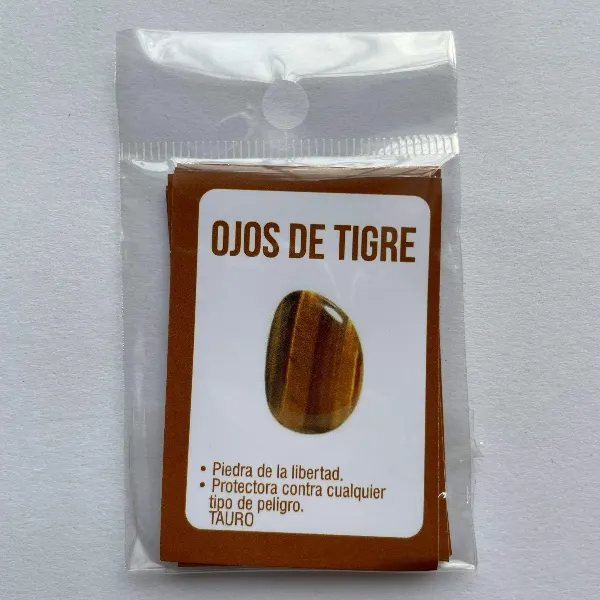 OJOS DE TIGRE
• Piedra de la libertad.
• Protectora contra cualquier
tipo de peligro.
TAURO